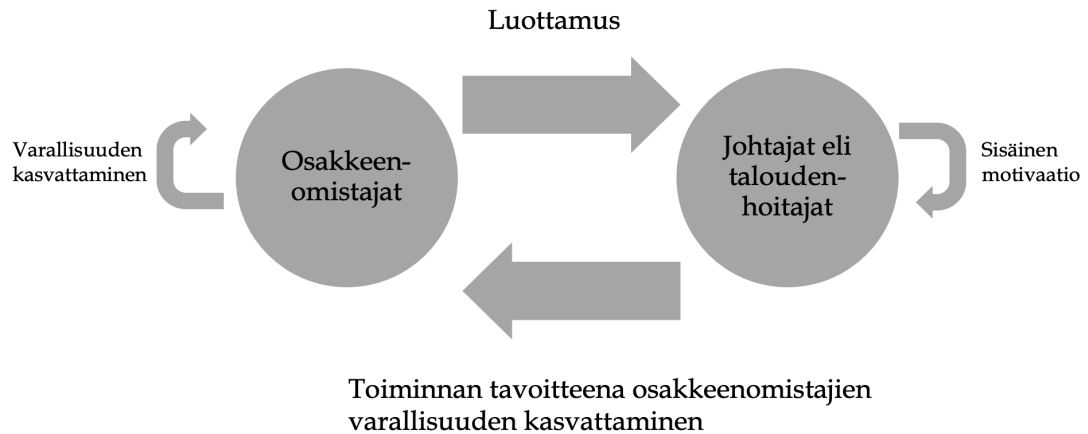 Luottamus
Varallisuuden
kasvattaminen
Osakkeen-
omistajat
Johtajat eli
talouden-
hoitajat
Sisäinen
motivaatio
Toiminnan tavoitteena osakkeenomistajien
varallisuuden kasvattaminen